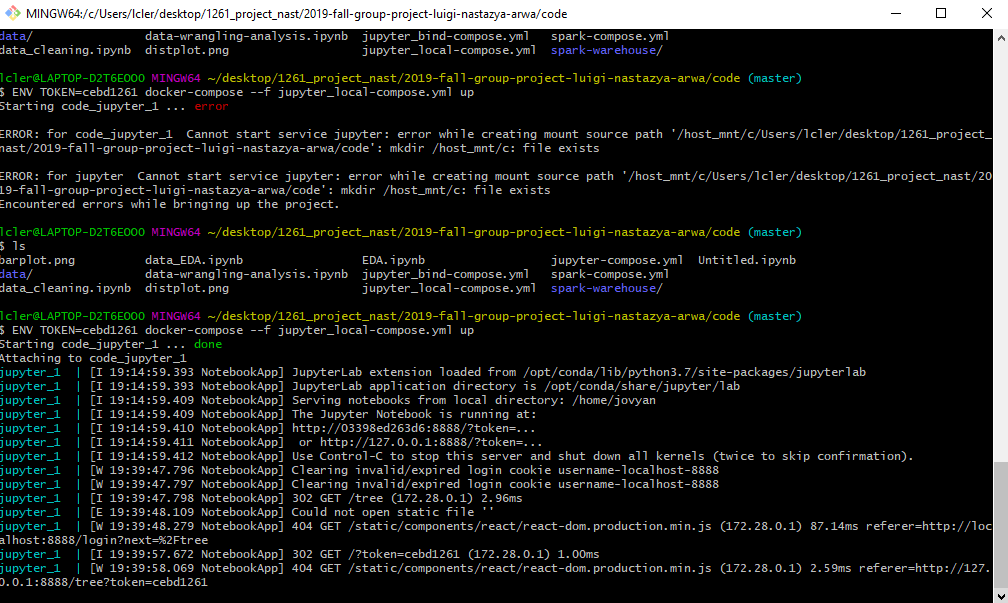 MINGW64:/c/Users/lcler/desktop/1261_project_nast/2019-fall-group-project-luigi-nastazya-arwa/code
data/ data-wrangling-analysis.ipynb jupyter_bind-compose.yml spark-compose.yml
data_cleaning.ipynb distplot.png jupyter_local-compose.yml spark-warehouse/
lcler@LAPTOP-D2T6EOOO MINGW64 ~/desktop/1261_project_nast/2019-fall-group-project-luigi-nastazya-arwa/code (master)
$ ENV TOKEN=cebd1261 docker-compose --f jupyter_local-compose.yml up
Starting code_jupyter_1 ... error
ERROR: for code_jupyter_1 Cannot start service jupyter: error while creating mount source path '/host_mnt/c/Users/lcler/desktop/1261_project_
nast/2019-fall-group-project-luigi-nastazya-arwa/code': mkdir /host_mnt/c: file exists
ERROR: for jupyter Cannot start service jupyter: error while creating mount source path '/host_mnt/c/Users/lcler/desktop/1261_project_nast/20
19-fall-group-project-luigi-nastazya-arwa/code': mkdir /host_mnt/c: file exists
Encountered errors while bringing up the project.
lcler@LAPTOP-D2T6EOOO MINGW64 ~/desktop/1261_project_nast/2019-fall-group-project-luigi-nastazya-arwa/code (master)
$ ls
barplot.png data_EDA.ipynb EDA.ipynb jupyter-compose.yml Untitled.ipynb
data/ data-wrangling-analysis.ipynb jupyter_bind-compose.yml spark-compose.yml
data_cleaning.ipynb distplot.png jupyter_local-compose.yml spark-warehouse/
lcler@LAPTOP-D2T6EOOO MINGW64 ~/desktop/1261_project_nast/2019-fall-group-project-luigi-nastazya-arwa/code (master)
$ ENV TOKEN=cebd1261 docker-compose --f jupyter_local-compose.yml up
Starting code_jupyter_1 ... done
Attaching to code_jupyter_1
jupyter_1 | [I 19:14:59.393 NotebookApp] JupyterLab extension loaded from /opt/conda/lib/python3.7/site-packages/jupyterlab
jupyter_1 | [I 19:14:59.393 NotebookApp] JupyterLab application directory is /opt/conda/share/jupyter/lab
jupyter_1 | [I 19:14:59.409 NotebookApp] Serving notebooks from local directory: /home/jovyan
jupyter_1 | [I 19:14:59.409 NotebookApp] The Jupyter Notebook is running at:
jupyter_1 | [I 19:14:59.410 NotebookApp] http://03398ed263d6:8888/?token=...
jupyter_1 | [I 19:14:59.411 NotebookApp] or http://127.0.0.1:8888/?token=...
jupyter_1 | [I 19:14:59.412 NotebookApp] Use Control-C to stop this server and shut down all kernels (twice to skip confirmation).
jupyter_1 | [W 19:39:47.796 NotebookApp] Clearing invalid/expired login cookie username-localhost-8888
jupyter_1 | [W 19:39:47.797 NotebookApp] Clearing invalid/expired login cookie username-localhost-8888
jupyter_1 | [I 19:39:47.798 NotebookApp] 302 GET /tree (172.28.0.1) 2.96ms
jupyter_1 | [E 19:39:48.109 NotebookApp] Could not open static file ''
jupyter_1 | [W 19:39:48.279 NotebookApp] 404 GET /static/components/react/react-dom.production.min.js (172.28.0.1) 87.14ms referer=http://loc
alhost:8888/login?next=%2Ftree
jupyter_1 | [I 19:39:57.672 NotebookApp] 302 GET /?token=cebd1261 (172.28.0.1) 1.00ms
jupyter_1 | [W 19:39:58.069 NotebookApp] 404 GET /static/components/react/react-dom.production.min.js (172.28.0.1) 2.59ms referer=http://127.
0.0.1:8888/tree?token=cebd1261